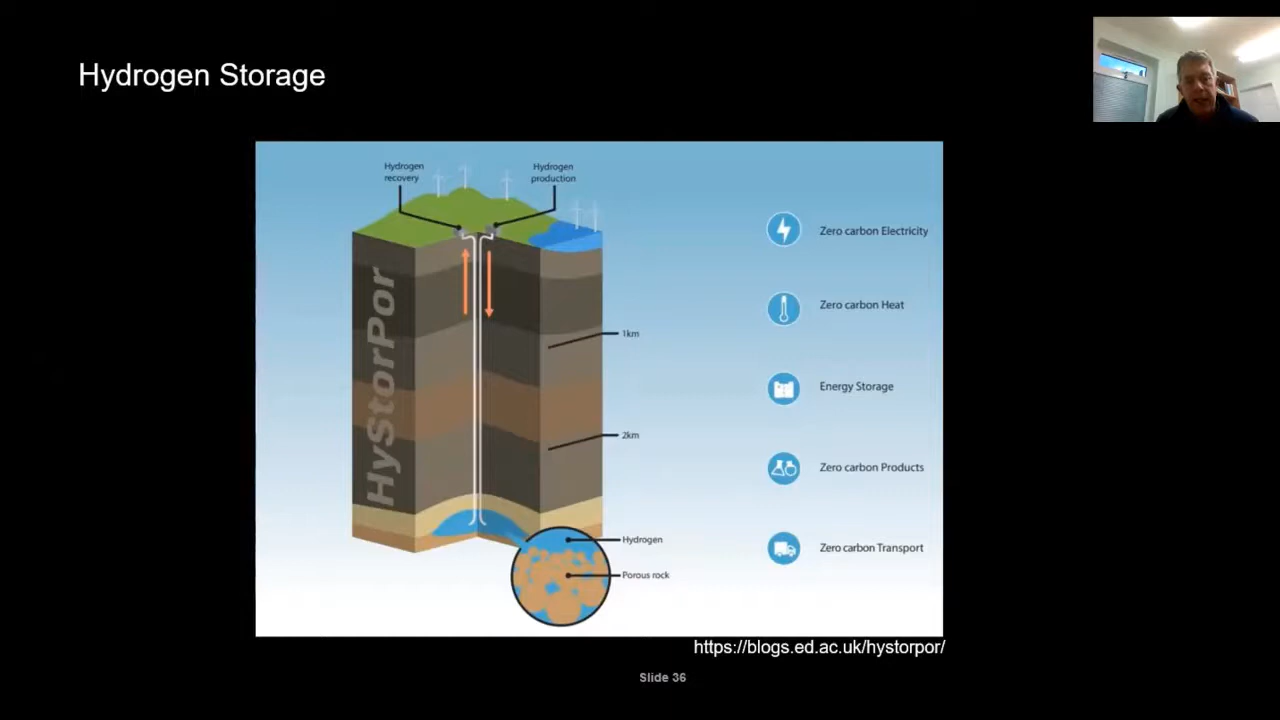 Hydrogen Storage
Hydrogen
recovery
Hydrogen
production
HyStorPor
1km
2km
Hydrogen
Porous rock
Zero carbon Electricity
Zero carbon Heat
Energy Storage
Zero carbon Products
Zero carbon Transport
https://blogs.ed.ac.uk/hystorpor/
Slide 36